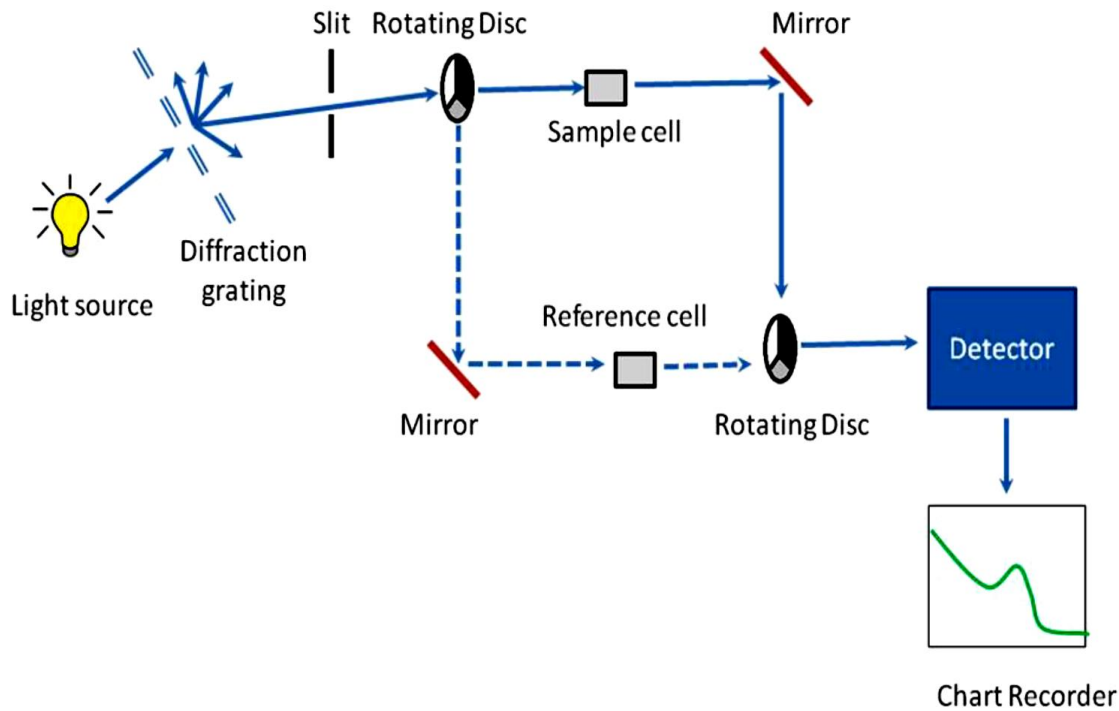 Slit
Rotating Disc
Mirror
Sample cell
Diffraction
grating
Light source
Reference cell
Detector
Mirror
Rotating Disc
Chart Recorder